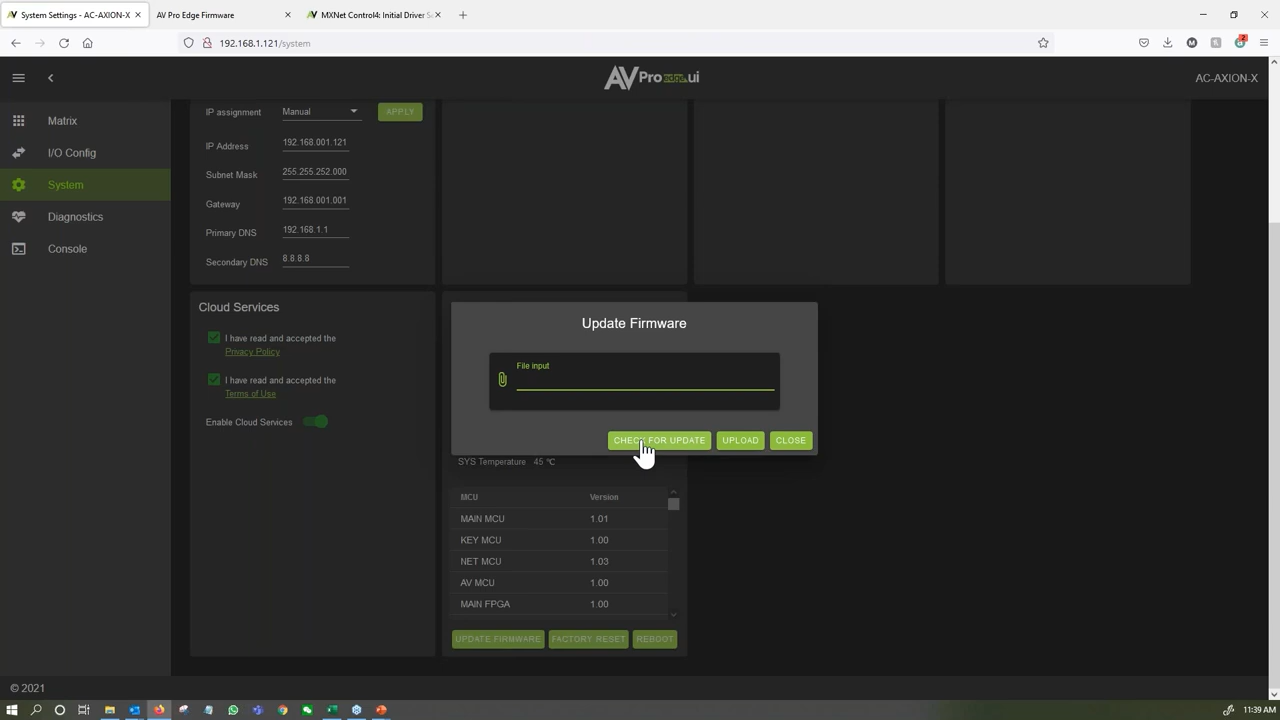 System Settings - AC-AXION-X
AV Pro Edge Firmware
MXNet Control4: Initial Driver Se
192.168.1.121/system
2
AVProedge.ui
AC-AXION-X
Matrix
I/O Config
System
Diagnostics
Console
IP assignment Manual APPLY
IP Address 192.168.001.121
Subnet Mask 255.255.252.000
Gateway 192.168.001.001
Primary DNS 192.168.1.1
Secondary DNS 8.8.8.8
Cloud Services
I have read and accepted the
Privacy Policy
I have read and accepted the
Terms of Use
Enable Cloud Services
Update Firmware
File input
CHECK FOR UPDATE UPLOAD CLOSE
SYS Temperature 45 ℃
MCU Version
MAIN MCU 1.01
KEY MCU 1.00
NET MCU 1.03
AV MCU 1.00
MAIN FPGA 1.00
UPDATE FIRMWARE FACTORY RESET REBOOT
© 2021
11:39 AM